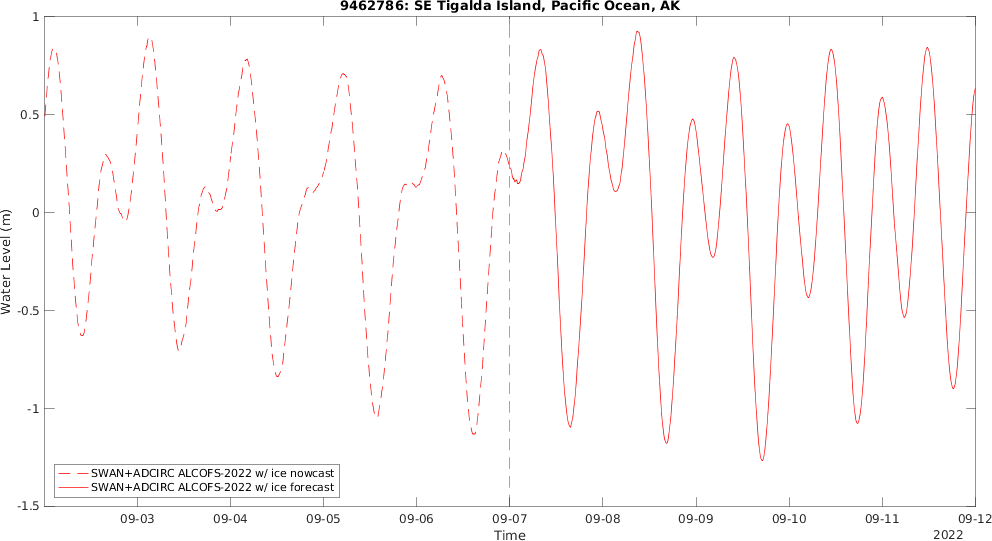 9462786: SE Tigalda Island, Pacific Ocean, AK
Water Level (m)
1
0.5
0
-0.5
-1
-1.5
SWAN+ADCIRC ALCOFS-2022 w/ ice nowcast
SWAN+ADCIRC ALCOFS-2022 w/ ice forecast
09-03 09-04 09-05 09-06 09-07 09-08 09-09 09-10 09-11 09-12
Time
2022